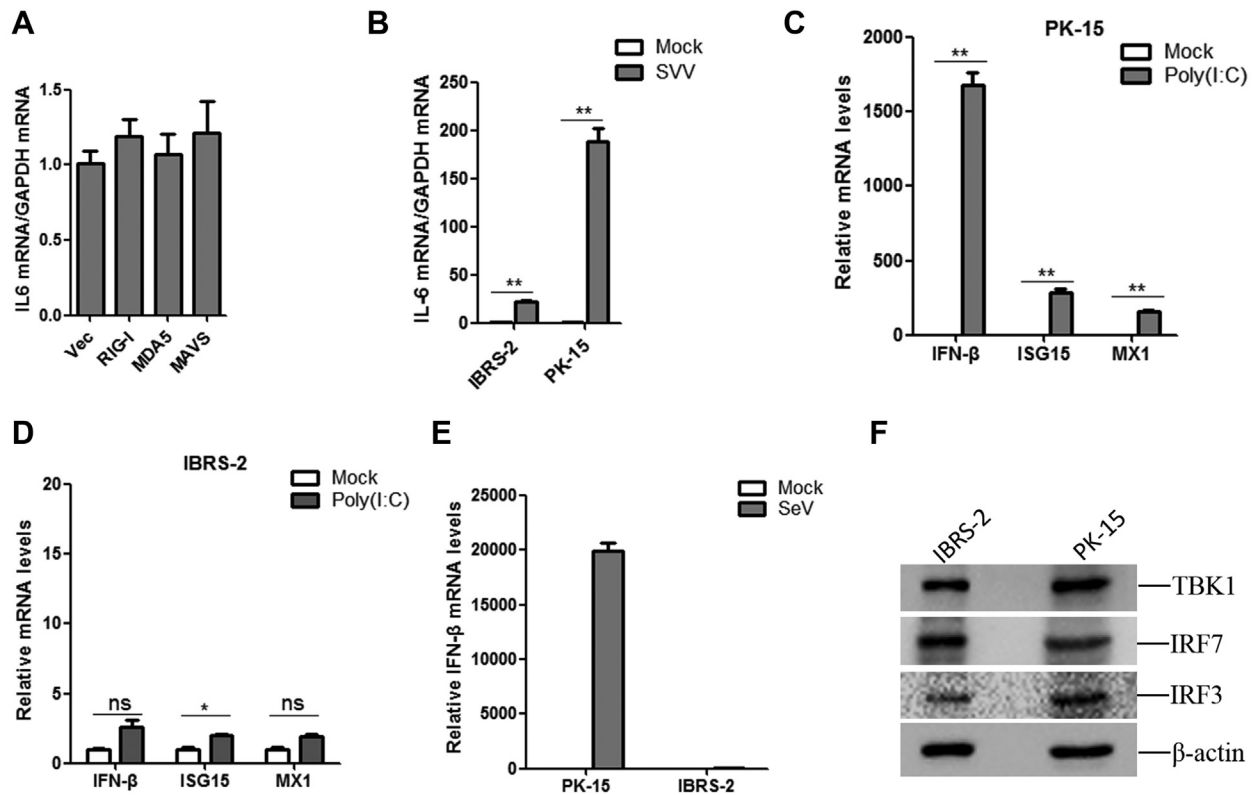 A
IL6 mRNA/GAPDH mRNA
1.5
1.0
0.5
0.0
Vec
RIG-I
MDA5
MAVS
B
Mock
SVV
IL-6 mRNA/GAPDH mRNA
250
200
150
100
50
0
**
**
IBRS-2
PK-15
C
PK-15
Mock
Poly(I:C)
Relative mRNA levels
2000
1500
1000
500
0
**
**
**
IFN-β
ISG15
MX1
D
IBRS-2
Mock
Poly(I:C)
Relative mRNA levels
20
15
10
5
0
ns
*
ns
IFN-β
ISG15
MX1
E
Mock
SeV
Relative IFN-β mRNA levels
25000
20000
15000
10000
5000
0
PK-15
IBRS-2
F
IBRS-2
PK-15
TBK1
IRF7
IRF3
β-actin